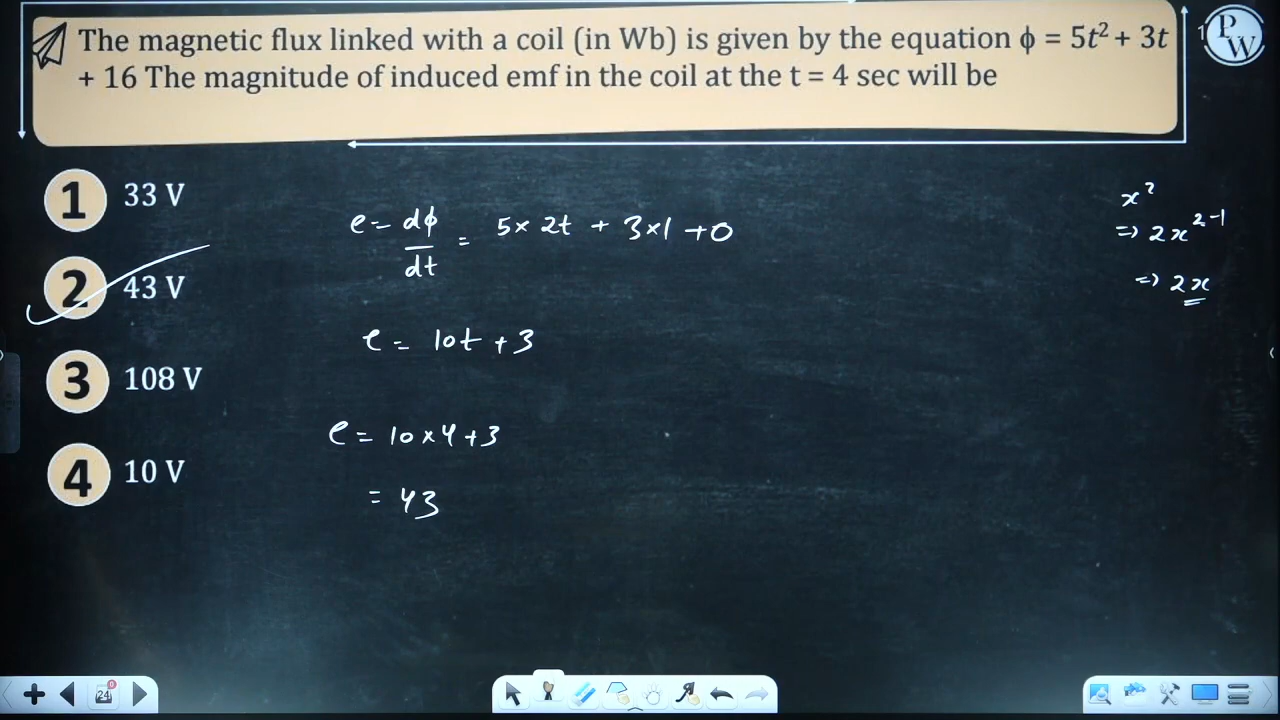 The magnetic flux linked with a coil (in Wb) is given by the equation ϕ = 5t² + 3t
+ 16 The magnitude of induced emf in the coil at the t = 4 sec will be
PW
1 33 V
2 43 V
3 108 V
4 10 V
e = dϕ/dt = 5×2t + 3×1 + 0
e = 10t + 3
e = 10×4+3
= 43
x²
⇒ 2x²⁻¹
⇒ 2x
24